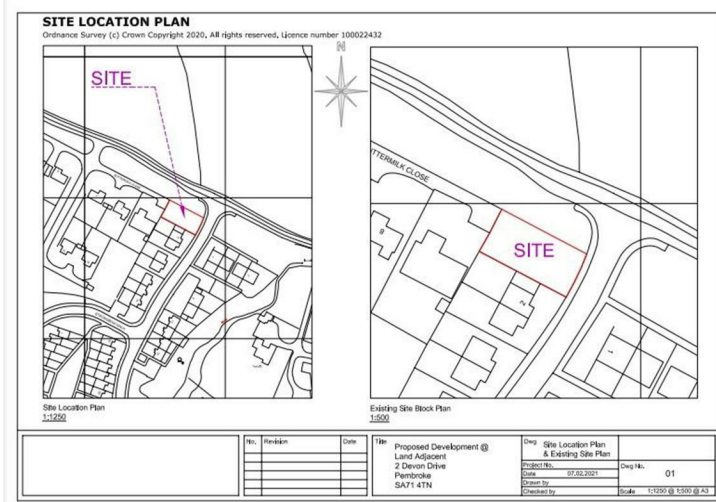 SITE LOCATION PLAN
Ordnance Survey (c) Crown Copyright 2020, All rights reserved, Licence number 100022432
N
SITE
TTERMILK CLOSE
8
SITE
2
1
Site Location Plan
1:1250
Existing Site Block Plan
1:500
No. Revision Date
Title
Proposed Development @
Land Adjacent
2 Devon Drive
Pembroke
SA71 4TN
Dwg Site Location Plan
& Existing Site Plan
Project No.
Date 07.02.2021
Drawn by
Checked by
Dwg No.
01
Scale 1:1250 @ 1:500 @ A3